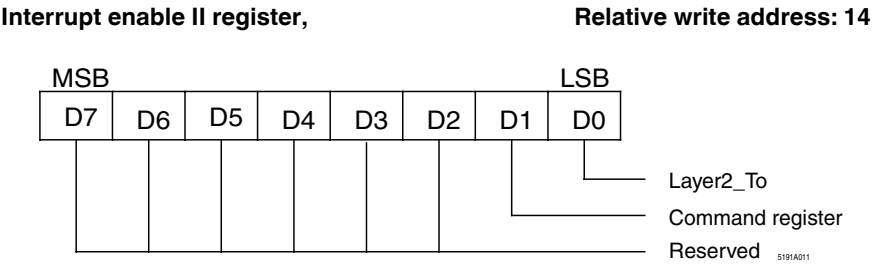 Interrupt enable II register, Relative write address: 14
MSB LSB
D7 D6 D5 D4 D3 D2 D1 D0
Layer2_To
Command register
Reserved 5191A011